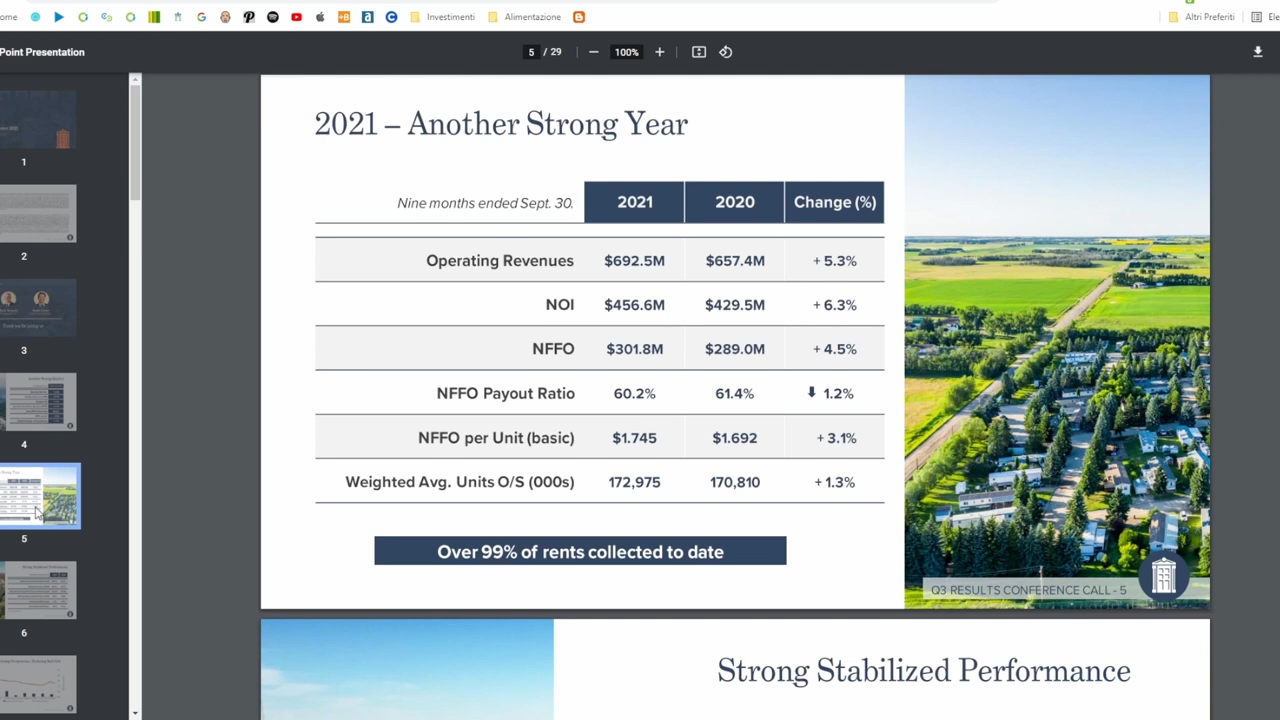 ome
Investimenti
Alimentazione
Altri Preferiti
Ele
Point Presentation
5 / 29
100%
1
2
3
4
5
6
2021 – Another Strong Year
Nine months ended Sept. 30. 2021 2020 Change (%)
Operating Revenues $692.5M $657.4M + 5.3%
NOI $456.6M $429.5M + 6.3%
NFFO $301.8M $289.0M + 4.5%
NFFO Payout Ratio 60.2% 61.4% ⬇ 1.2%
NFFO per Unit (basic) $1.745 $1.692 + 3.1%
Weighted Avg. Units O/S (000s) 172,975 170,810 + 1.3%
Over 99% of rents collected to date
Q3 RESULTS CONFERENCE CALL - 5
Strong Stabilized Performance